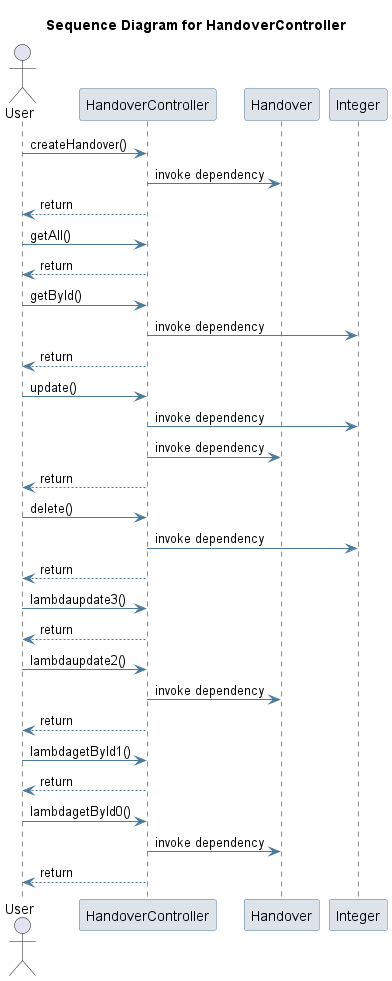 Sequence Diagram for HandoverController
User
HandoverController
Handover
Integer
createHandover()
invoke dependency
return
getAll()
return
getById()
invoke dependency
return
update()
invoke dependency
invoke dependency
return
delete()
invoke dependency
return
lambdaupdate3()
return
lambdaupdate2()
invoke dependency
return
lambdagetById1()
return
lambdagetById0()
invoke dependency
return
User
HandoverController
Handover
Integer